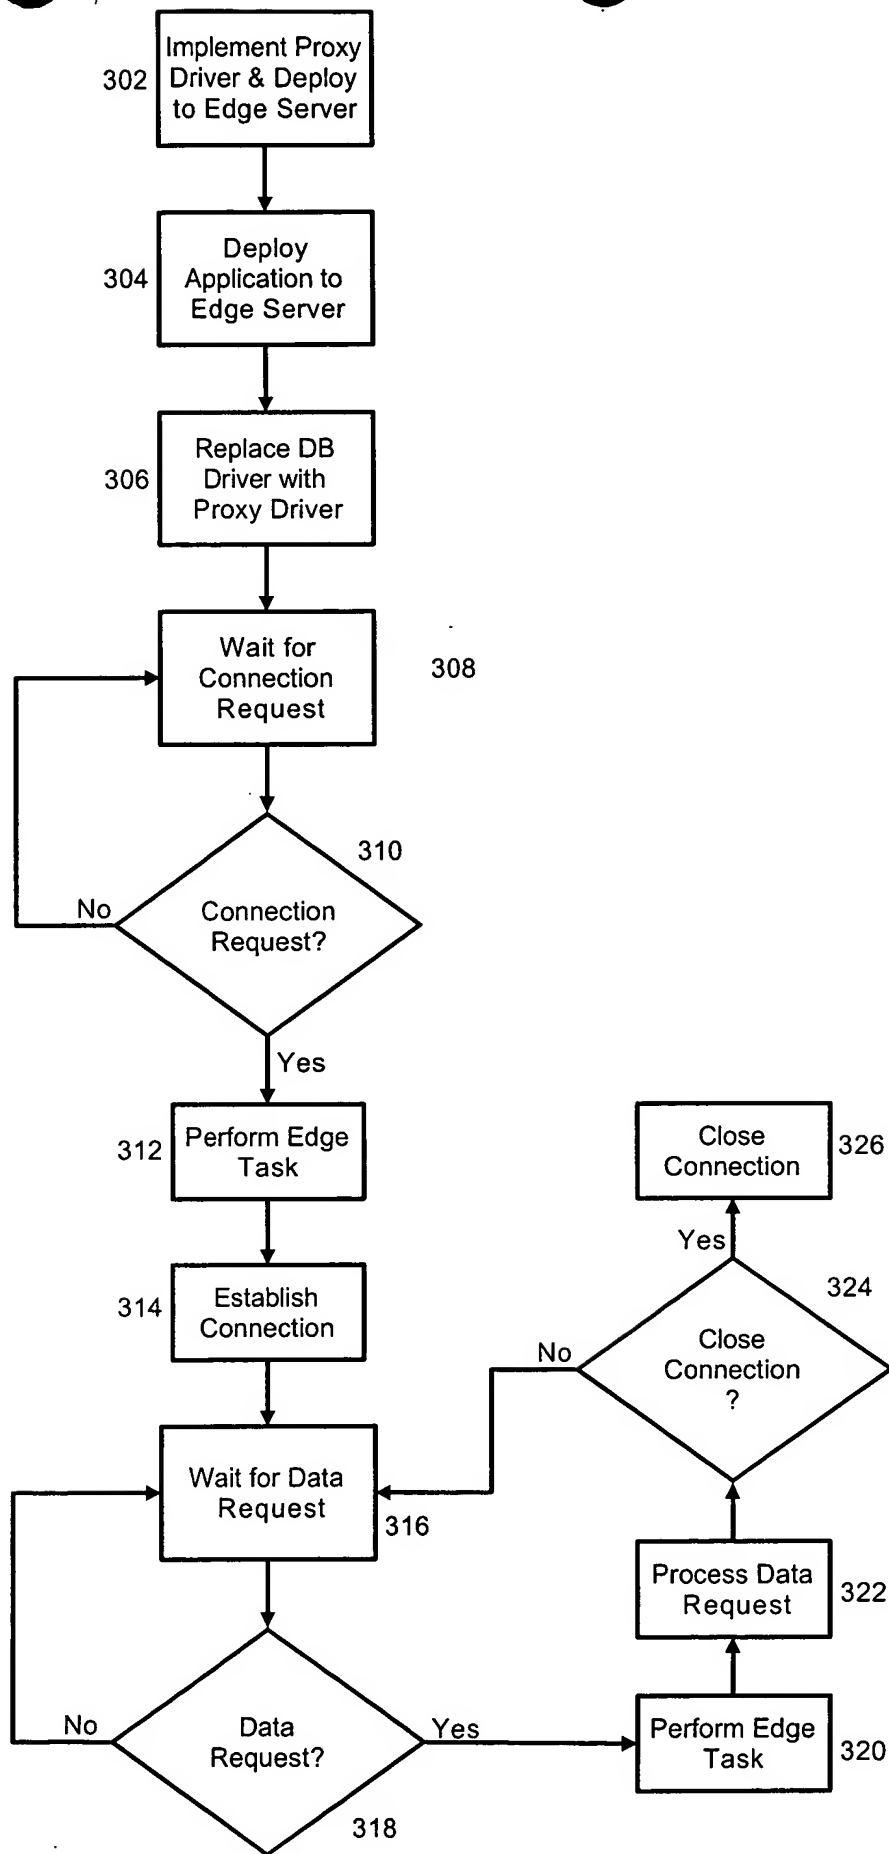 Implement Proxy
Driver & Deploy
to Edge Server
302
Deploy
Application to
Edge Server
304
Replace DB
Driver with
Proxy Driver
306
Wait for
Connection
Request
308
310
Connection
Request?
No
Yes
Perform Edge
Task
312
Establish
Connection
314
Wait for Data
Request
316
No
Data
Request?
Yes
318
Perform Edge
Task
320
Process Data
Request
322
Close
Connection
?
324
No
Yes
Close
Connection
326